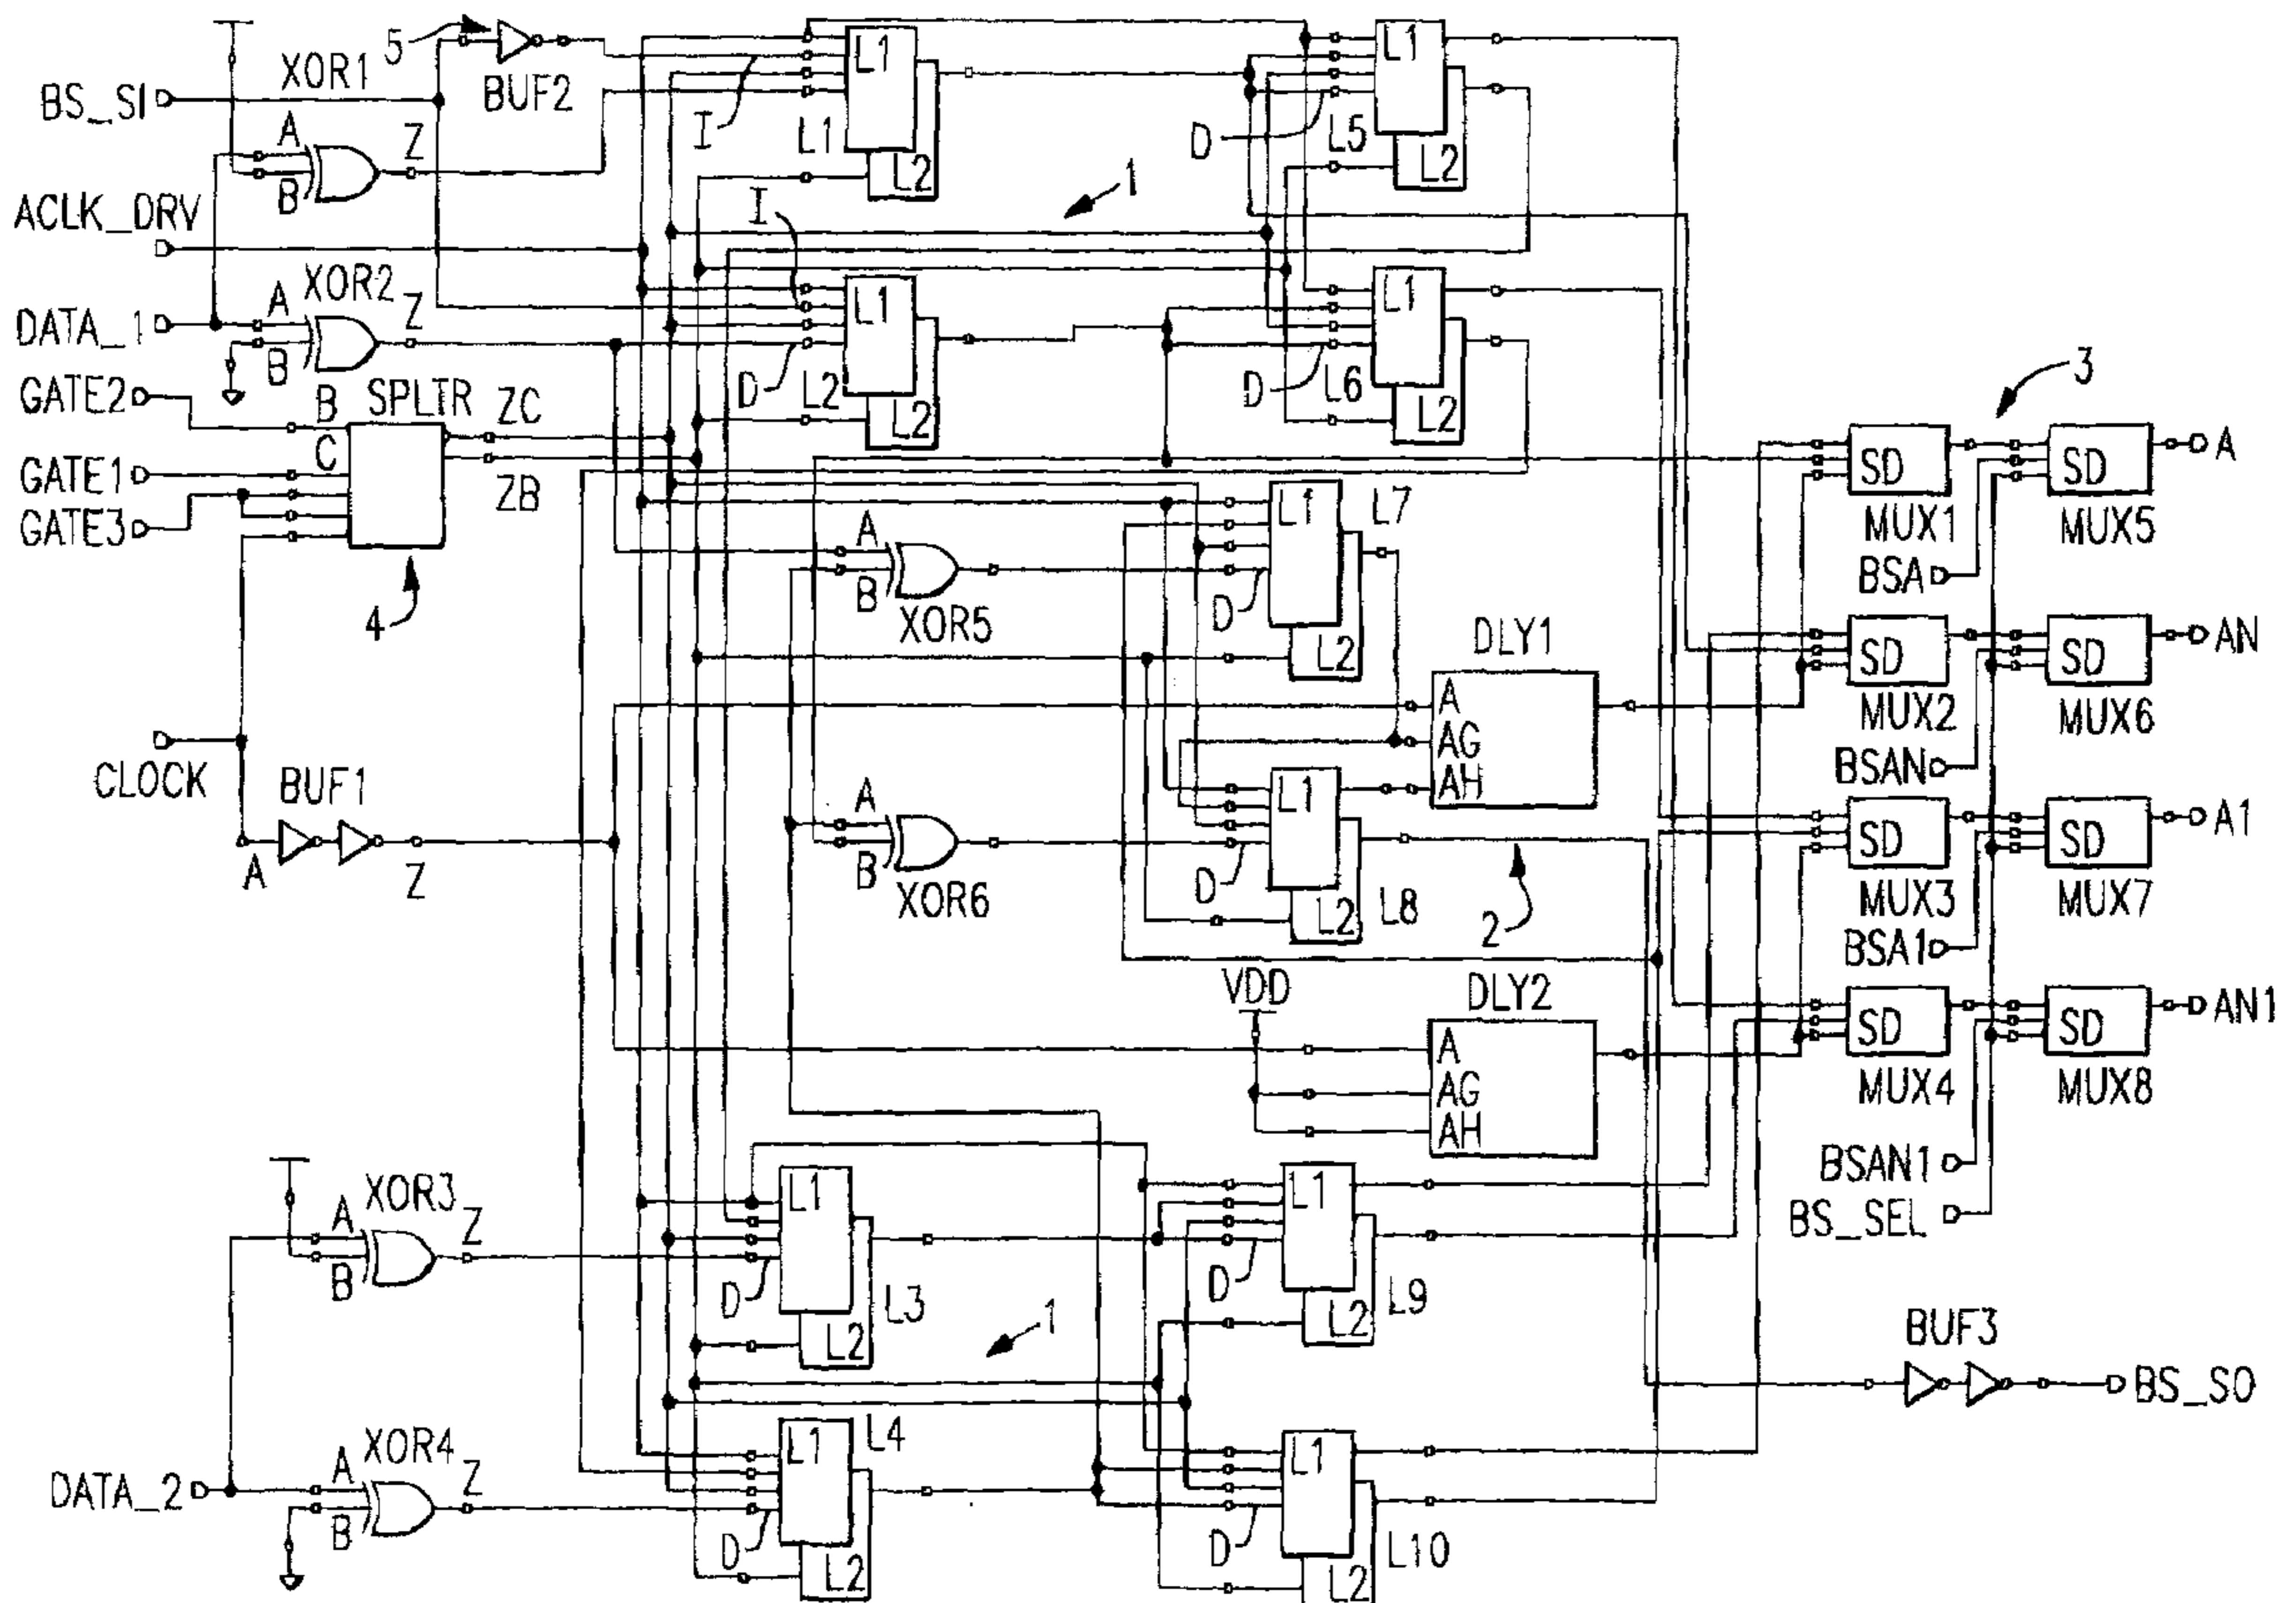 5
BS_SI
XOR1
BUF2
L1
L1
A
Z
B
I
L1
L2
D
L5
L2
1
ACLK_DRV
I
DATA_1
A
XOR2
Z
B
L1
L1
D
L2
L2
D
L6
L2
3
GATE2
B
SPLTR
ZC
C
GATE1
GATE3
ZB
4
SD
MUX1
SD
MUX5
A
BSA
L1
L7
A
B
XOR5
D
L2
DLY1
A
AG
AH
SD
MUX2
SD
MUX6
AN
BSAN
CLOCK
BUF1
A
Z
A
B
XOR6
L1
D
L2
L8
2
SD
MUX3
SD
MUX7
A1
BSA1
VDD
DLY2
A
AG
AH
SD
MUX4
SD
MUX8
AN1
BSAN1
BS_SEL
XOR3
A
B
Z
L1
D
L3
L2
L1
D
L9
L2
1
BUF3
BS_SO
DATA_2
XOR4
A
B
Z
L1
L4
D
L2
L1
D
L10
L2